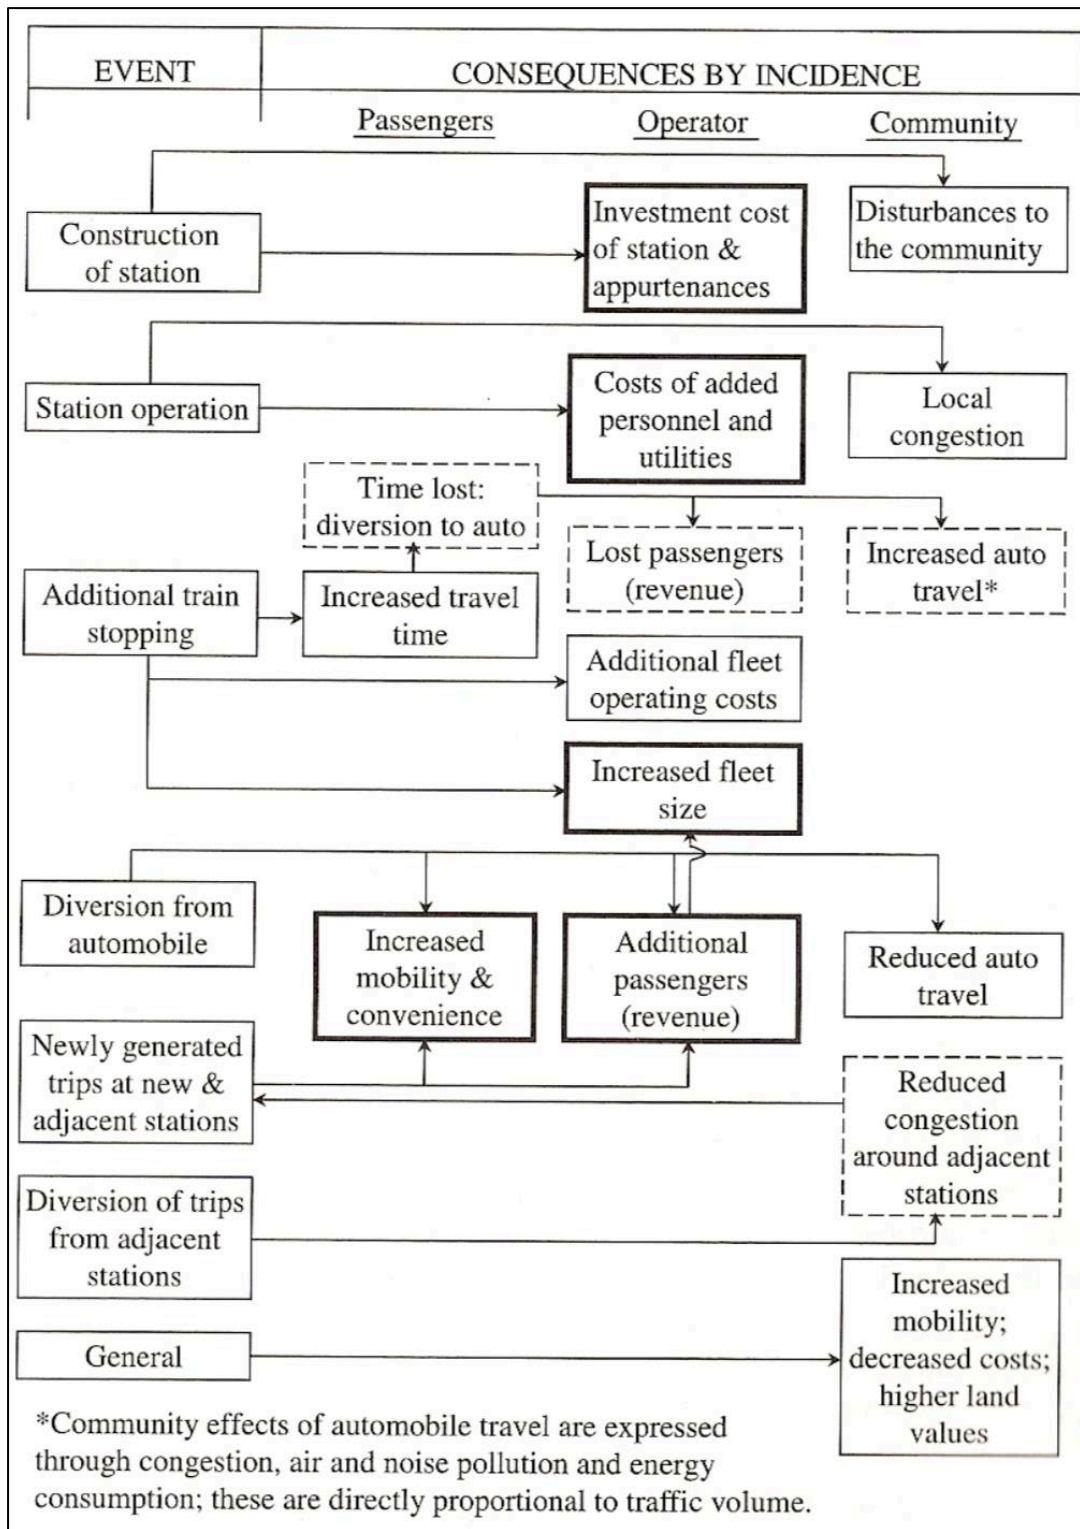 EVENT
CONSEQUENCES BY INCIDENCE
Passengers
Operator
Community
Construction
of station
Investment cost
of station &
appurtenances
Disturbances to
the community
Station operation
Costs of added
personnel and
utilities
Local
congestion
Time lost:
diversion to auto
Lost passengers
(revenue)
Increased auto
travel*
Additional train
stopping
Increased travel
time
Additional fleet
operating costs
Increased fleet
size
Diversion from
automobile
Increased
mobility &
convenience
Additional
passengers
(revenue)
Reduced auto
travel
Newly generated
trips at new &
adjacent stations
Reduced
congestion
around adjacent
stations
Diversion of trips
from adjacent
stations
General
Increased
mobility;
decreased costs;
higher land
values
*Community effects of automobile travel are expressed
through congestion, air and noise pollution and energy
consumption; these are directly proportional to traffic volume.